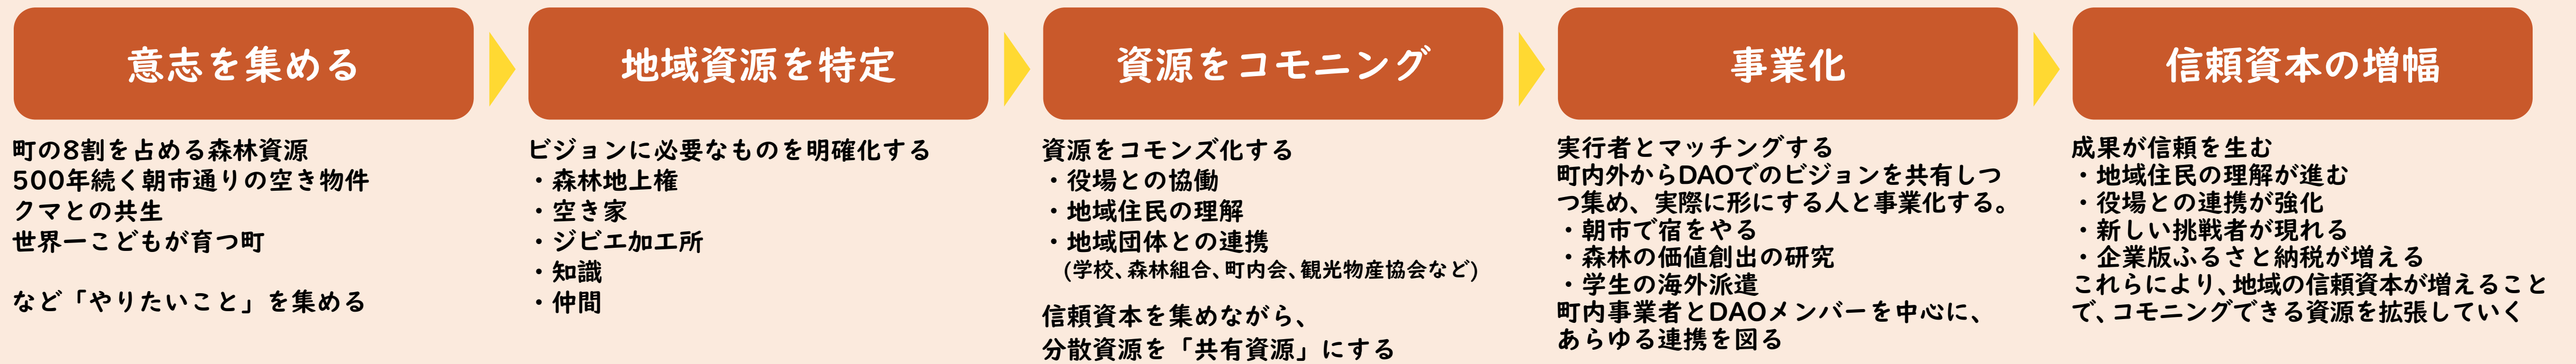 意志を集める
町の8割を占める森林資源
500年続く朝市通りの空き物件
クマとの共生
世界一こどもが育つ町
など「やりたいこと」を集める
地域資源を特定
ビジョンに必要なものを明確化する
・森林地上権
・空き家
・ジビエ加工所
・知識
・仲間
資源をコモニング
資源をコモンズ化する
・役場との協働
・地域住民の理解
・地域団体との連携
(学校、森林組合、町内会、観光物産協会など)
信頼資本を集めながら、
分散資源を「共有資源」にする
事業化
実行者とマッチングする
町内外からDAOでのビジョンを共有しつ
つ集め、実際に形にする人と事業化する。
・朝市で宿をやる
・森林の価値創出の研究
・学生の海外派遣
町内事業者とDAOメンバーを中心に、
あらゆる連携を図る
信頼資本の増幅
成果が信頼を生む
・地域住民の理解が進む
・役場との連携が強化
・新しい挑戦者が現れる
・企業版ふるさと納税が増える
これらにより、地域の信頼資本が増えること
で、コモニングできる資源を拡張していく